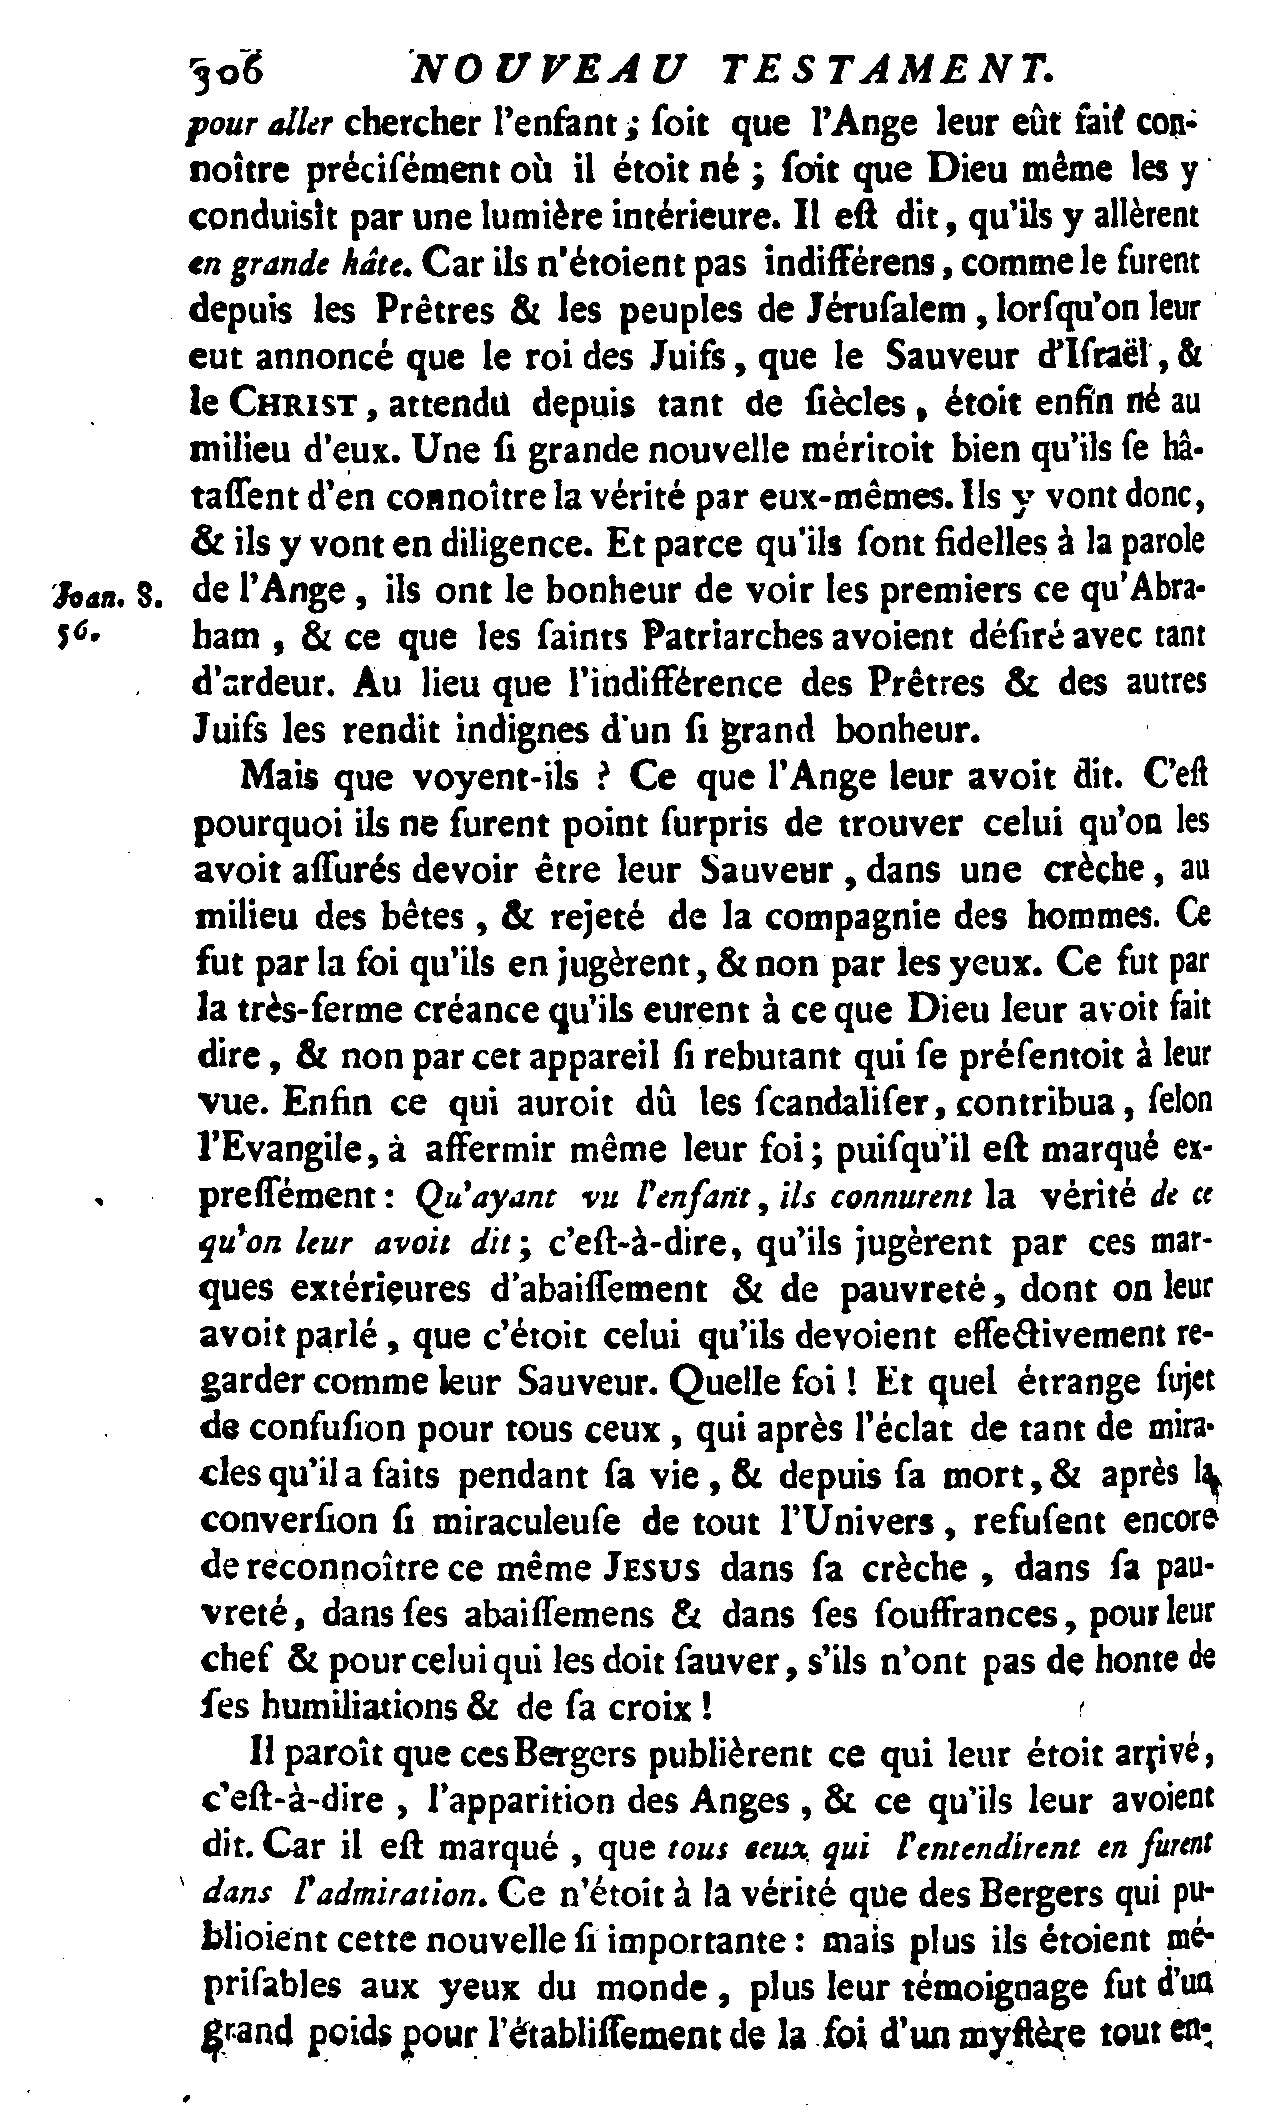 306 NOUVEAU TESTAMENT.
pour aller chercher l'enfant ; ſoit que l'Ange leur eût fait con-
noître préciſément où il étoit né ; ſoit que Dieu même les y
conduisît par une lumière intérieure. Il eſt dit, qu'ils y allèrent
en grande hâte. Car ils n'étoient pas indifférens, comme le furent
depuis les Prêtres & les peuples de Jéruſalem, lorſqu'on leur
eut annoncé que le roi des Juifs, que le Sauveur d'Iſraël, &
le CHRIST, attendu depuis tant de ſiècles, étoit enfin né au
milieu d'eux. Une ſi grande nouvelle méritoit bien qu'ils ſe hâ-
taſſent d'en connoître la vérité par eux-mêmes. Ils y vont donc,
& ils y vont en diligence. Et parce qu'ils ſont fidelles à la parole
Joan. 8. de l'Ange, ils ont le bonheur de voir les premiers ce qu'Abra-
56. ham, & ce que les ſaints Patriarches avoient déſiré avec tant
d'ardeur. Au lieu que l'indifférence des Prêtres & des autres
Juifs les rendit indignes d'un ſi grand bonheur.
Mais que voyent-ils ? Ce que l'Ange leur avoit dit. C'eſt
pourquoi ils ne furent point ſurpris de trouver celui qu'on les
avoit aſſurés devoir être leur Sauveur, dans une crèche, au
milieu des bêtes, & rejeté de la compagnie des hommes. Ce
fut par la foi qu'ils en jugèrent, & non par les yeux. Ce fut par
la très-ferme créance qu'ils eurent à ce que Dieu leur avoit fait
dire, & non par cet appareil ſi rebutant qui ſe préſentoit à leur
vue. Enfin ce qui auroit dû les ſcandaliſer, contribua, ſelon
l'Evangile, à affermir même leur foi ; puiſqu'il eſt marqué ex-
preſſément : Qu'ayant vu l'enfant, ils connurent la vérité de ce
qu'on leur avoit dit ; c'eſt-à-dire, qu'ils jugèrent par ces mar-
ques extérieures d'abaiſſement & de pauvreté, dont on leur
avoit parlé, que c'étoit celui qu'ils devoient effectivement re-
garder comme leur Sauveur. Quelle foi ! Et quel étrange ſujet
de confuſion pour tous ceux, qui après l'éclat de tant de mira-
cles qu'il a faits pendant ſa vie, & depuis ſa mort, & après la
converſion ſi miraculeuſe de tout l'Univers, refuſent encore
de reconnoître ce même JESUS dans ſa crèche, dans ſa pau-
vreté, dans ſes abaiſſemens & dans ſes ſouffrances, pour leur
chef & pour celui qui les doit ſauver, s'ils n'ont pas de honte de
ſes humiliations & de ſa croix !
Il paroît que ces Bergers publièrent ce qui leur étoit arrivé,
c'eſt-à-dire, l'apparition des Anges, & ce qu'ils leur avoient
dit. Car il eſt marqué, que tous ceux qui l'entendirent en furent
dans l'admiration. Ce n'étoit à la vérité que des Bergers qui pu-
blioient cette nouvelle ſi importante : mais plus ils étoient mé-
priſables aux yeux du monde, plus leur témoignage fut d'un
grand poids pour l'établiſſement de la foi d'un myſtère tout en-